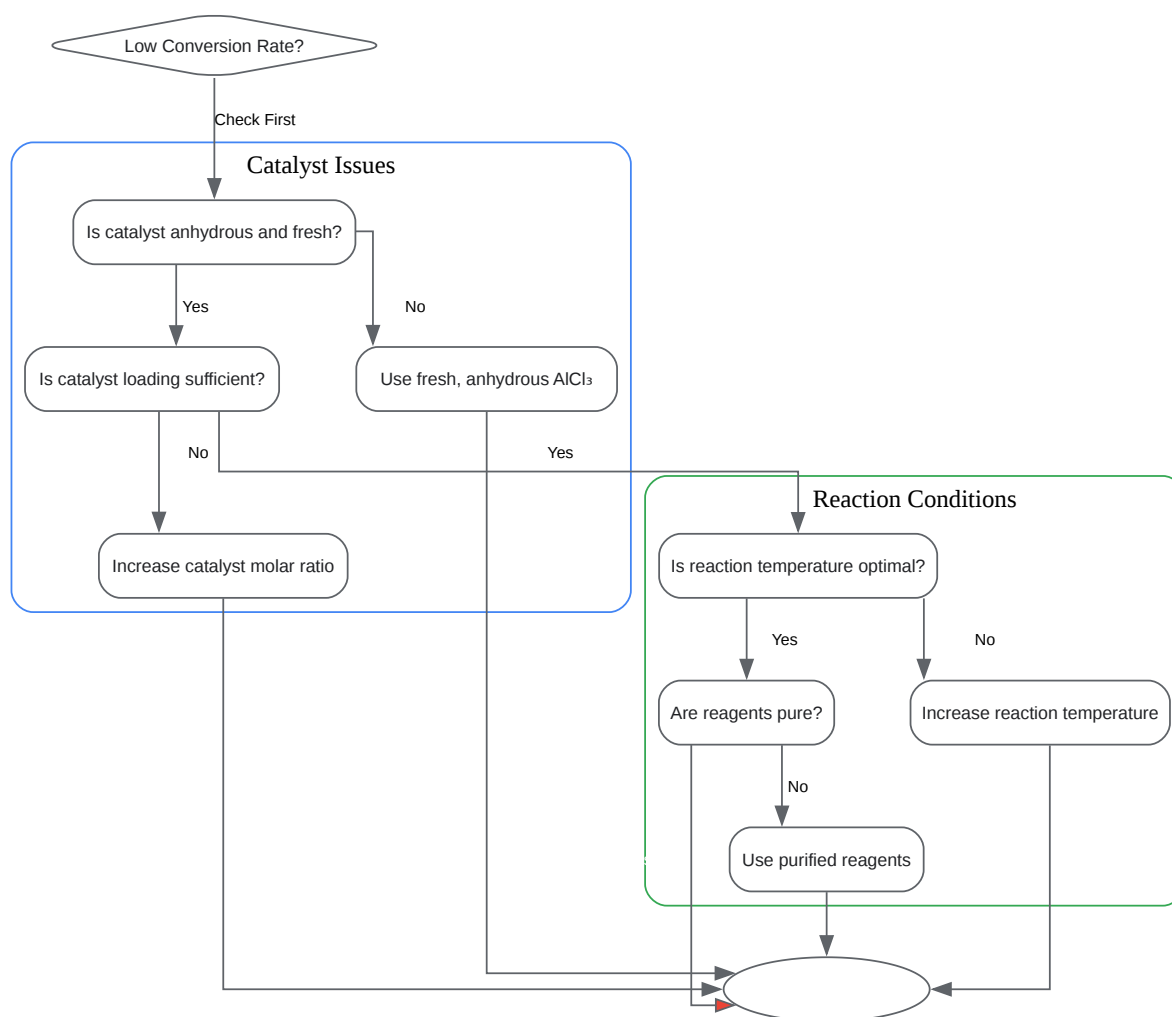 Low Conversion Rate?
Check First
Catalyst Issues
Is catalyst anhydrous and fresh?
Yes
No
Is catalyst loading sufficient?
Use fresh, anhydrous AlCl₃
No
Yes
Reaction Conditions
Increase catalyst molar ratio
Is reaction temperature optimal?
Yes
No
Are reagents pure?
Increase reaction temperature
No
Use purified reagents